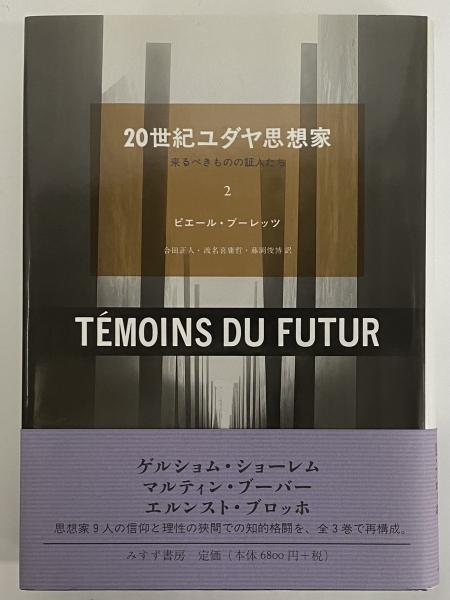 20世紀ユダヤ思想家
来るべきものの証人たち
2
ピエール・ブーレッツ
合田正人・渡名喜庸哲・藤岡俊博 訳
TÉMOINS DU FUTUR
ゲルショム・ショーレム
マルティン・ブーバー
エルンスト・ブロッホ
思想家9人の信仰と理性の狭間での知的格闘を、全3巻で再構成。
みすず書房　定価（本体6800円+税）